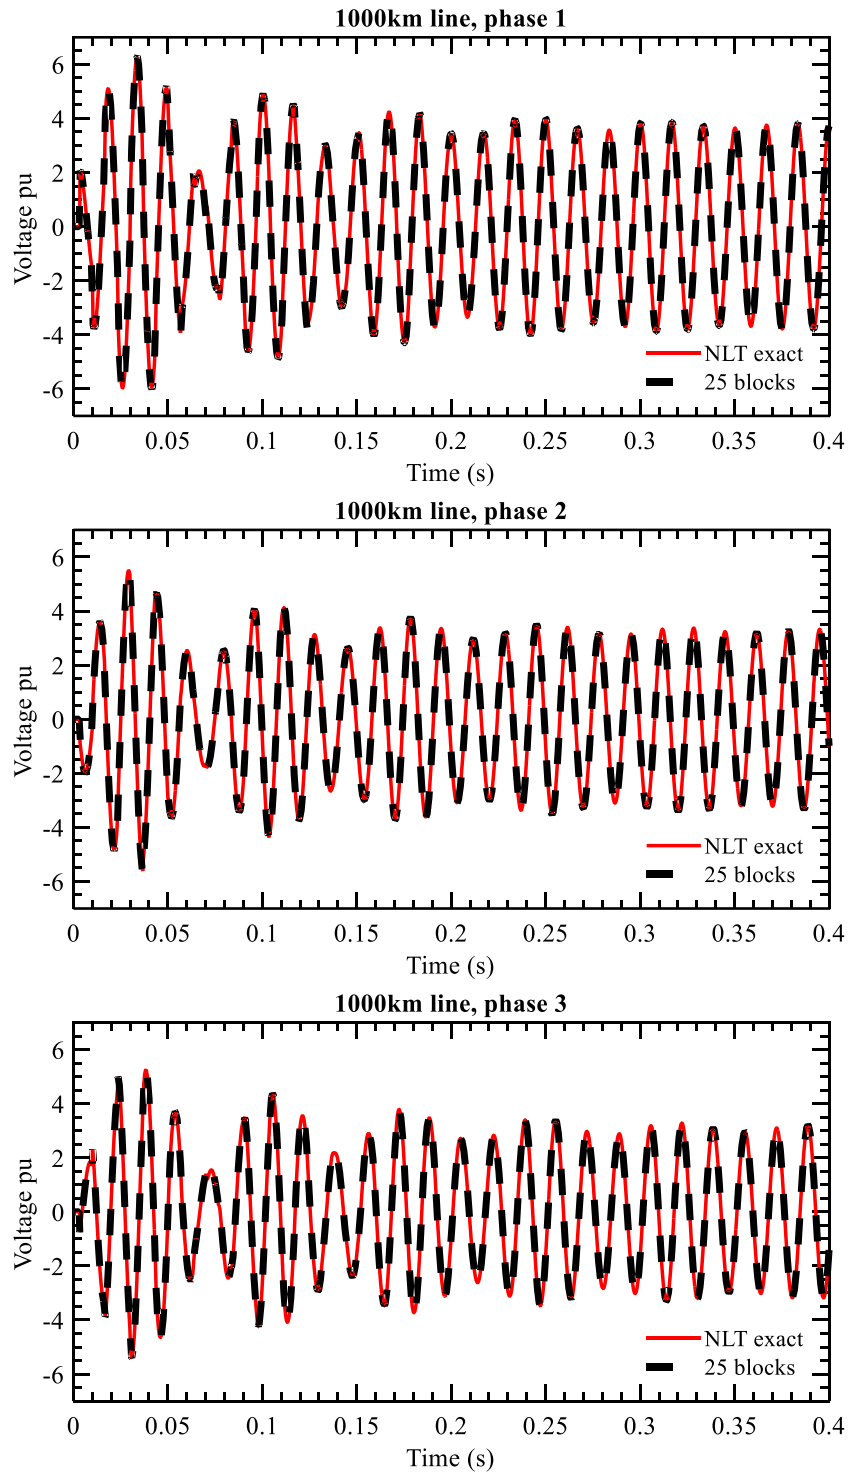 1000km line, phase 1
6
4
2
0
-2
-4
-6
Voltage pu
NLT exact
25 blocks
0 0.05 0.1 0.15 0.2 0.25 0.3 0.35 0.4
Time (s)
1000km line, phase 2
6
4
2
0
-2
-4
-6
Voltage pu
NLT exact
25 blocks
0 0.05 0.1 0.15 0.2 0.25 0.3 0.35 0.4
Time (s)
1000km line, phase 3
6
4
2
0
-2
-4
-6
Voltage pu
NLT exact
25 blocks
0 0.05 0.1 0.15 0.2 0.25 0.3 0.35 0.4
Time (s)